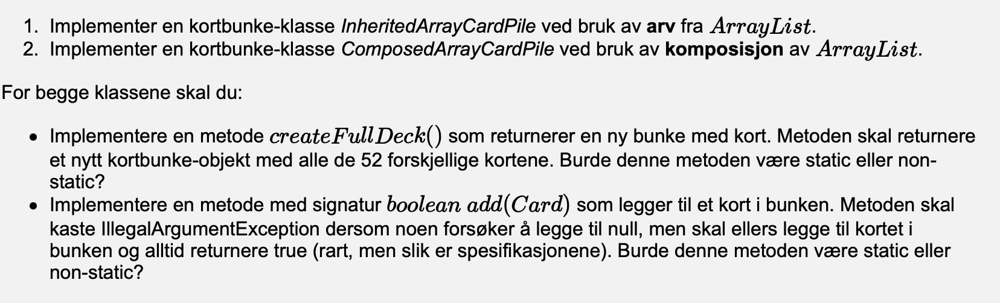 1. Implementer en kortbunke-klasse InheritedArrayCardPile ved bruk av arv fra ArrayList.
2. Implementer en kortbunke-klasse ComposedArrayCardPile ved bruk av komposisjon av ArrayList.
For begge klassene skal du:
• Implementere en metode createFullDeck() som returnerer en ny bunke med kort. Metoden skal returnere
et nytt kortbunke-objekt med alle de 52 forskjellige kortene. Burde denne metoden være static eller non-
static?
• Implementere en metode med signatur boolean add(Card) som legger til et kort i bunken. Metoden skal
kaste IllegalArgumentException dersom noen forsøker å legge til null, men skal ellers legge til kortet i
bunken og alltid returnere true (rart, men slik er spesifikasjonene). Burde denne metoden være static eller
non-static?